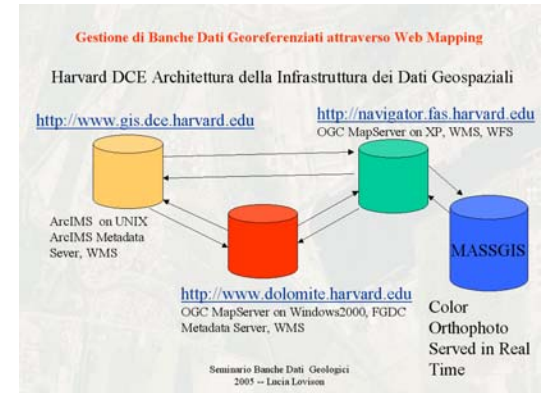 Gestione di Banche Dati Georeferenziati attraverso Web Mapping
Harvard DCE Architettura della Infrastruttura dei Dati Geospaziali
http://www.gis.dce.harvard.edu
http://navigator.fas.harvard.edu
OGC MapServer on XP, WMS, WFS
ArcIMS on UNIX
ArcIMS Metadata
Sever, WMS
MASSGIS
http://www.dolomite.harvard.edu
OGC MapServer on Windows2000, FGDC
Metadata Server, WMS
Color
Orthophoto
Served in Real
Time
Seminario Banche Dati Geologici
2005 -- Lucia Lovison